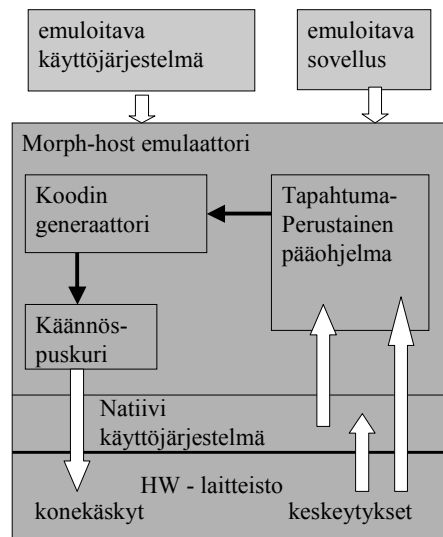 emuloitava
käyttöjärjestelmä
emuloitava
sovellus
Morph-host emulaattori
Koodin
generaattori
Tapahtuma-
Perustainen
pääohjelma
Käännös-
puskuri
Natiivi
käyttöjärjestelmä
HW - laitteisto
konekäskyt
keskeytykset